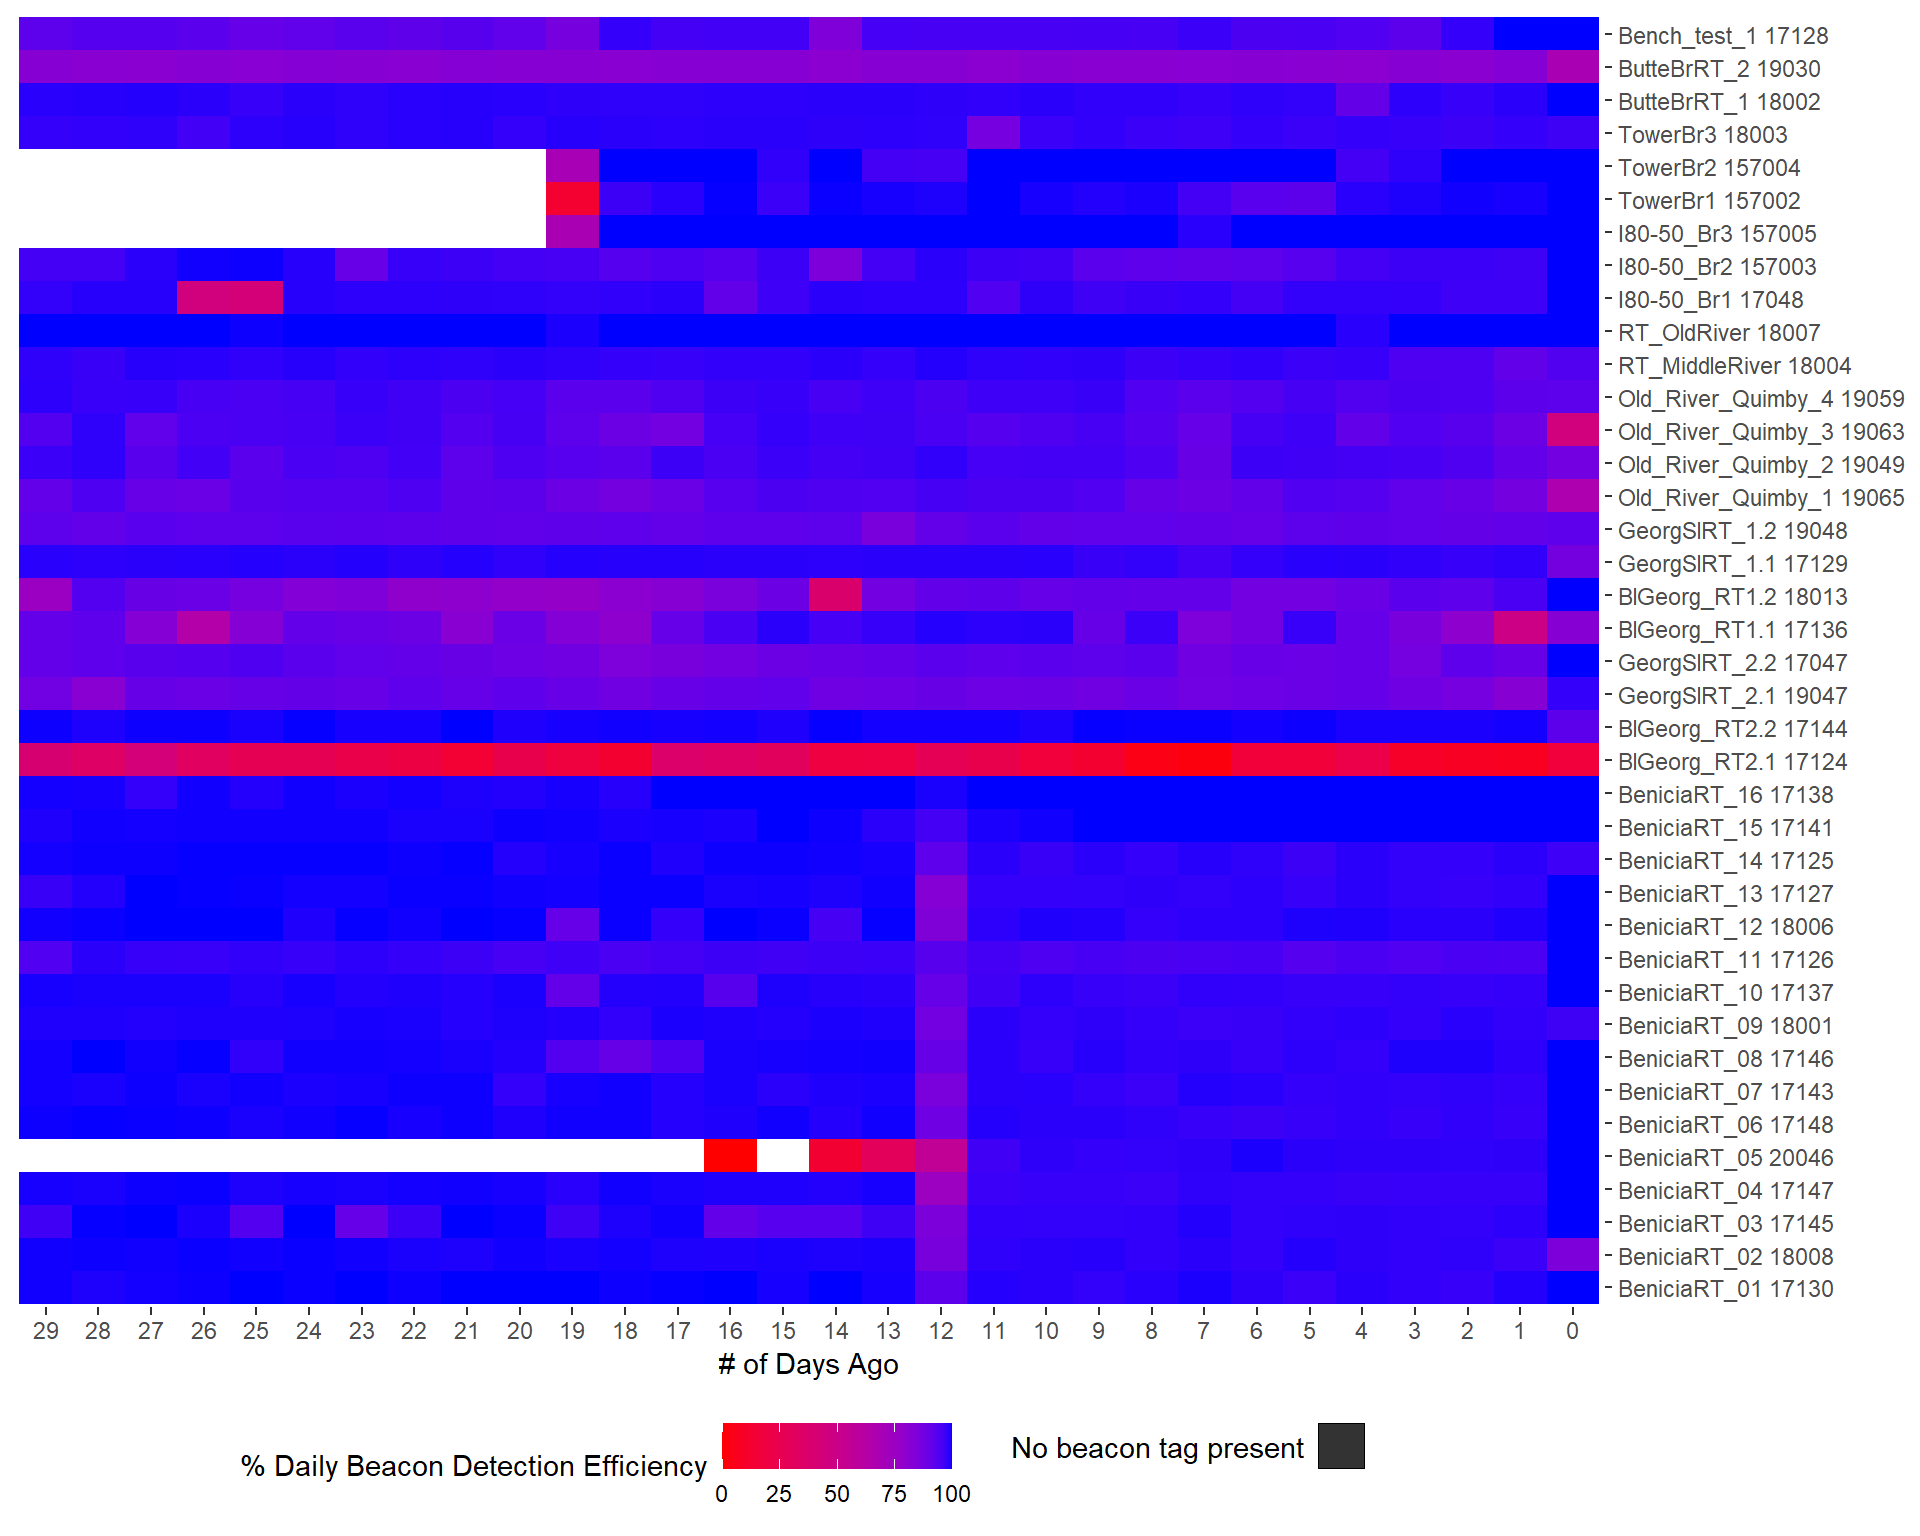 Bench_test_1 17128
ButteBrRT_2 19030
ButteBrRT_1 18002
TowerBr3 18003
TowerBr2 157004
TowerBr1 157002
I80-50_Br3 157005
I80-50_Br2 157003
I80-50_Br1 17048
RT_OldRiver 18007
RT_MiddleRiver 18004
Old_River_Quimby_4 19059
Old_River_Quimby_3 19063
Old_River_Quimby_2 19049
Old_River_Quimby_1 19065
GeorgSlRT_1.2 19048
GeorgSlRT_1.1 17129
BlGeorg_RT1.2 18013
BlGeorg_RT1.1 17136
GeorgSlRT_2.2 17047
GeorgSlRT_2.1 19047
BlGeorg_RT2.2 17144
BlGeorg_RT2.1 17124
BeniciaRT_16 17138
BeniciaRT_15 17141
BeniciaRT_14 17125
BeniciaRT_13 17127
BeniciaRT_12 18006
BeniciaRT_11 17126
BeniciaRT_10 17137
BeniciaRT_09 18001
BeniciaRT_08 17146
BeniciaRT_07 17143
BeniciaRT_06 17148
BeniciaRT_05 20046
BeniciaRT_04 17147
BeniciaRT_03 17145
BeniciaRT_02 18008
BeniciaRT_01 17130
29 28 27 26 25 24 23 22 21 20 19 18 17 16 15 14 13 12 11 10 9 8 7 6 5 4 3 2 1 0
# of Days Ago
% Daily Beacon Detection Efficiency
0 25 50 75 100
No beacon tag present